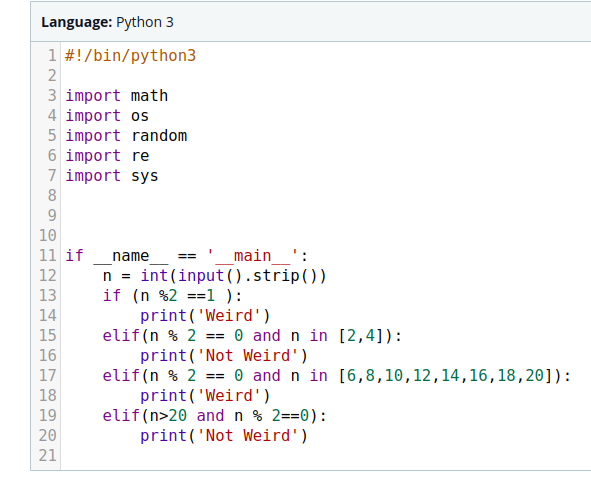 Language: Python 3
1 #!/bin/python3
2
3 import math
4 import os
5 import random
6 import re
7 import sys
8
9
10
11 if __name__ == '__main__':
12     n = int(input().strip())
13     if (n %2 ==1 ):
14         print('Weird')
15     elif(n % 2 == 0 and n in [2,4]):
16         print('Not Weird')
17     elif(n % 2 == 0 and n in [6,8,10,12,14,16,18,20]):
18         print('Weird')
19     elif(n>20 and n % 2==0):
20         print('Not Weird')
21